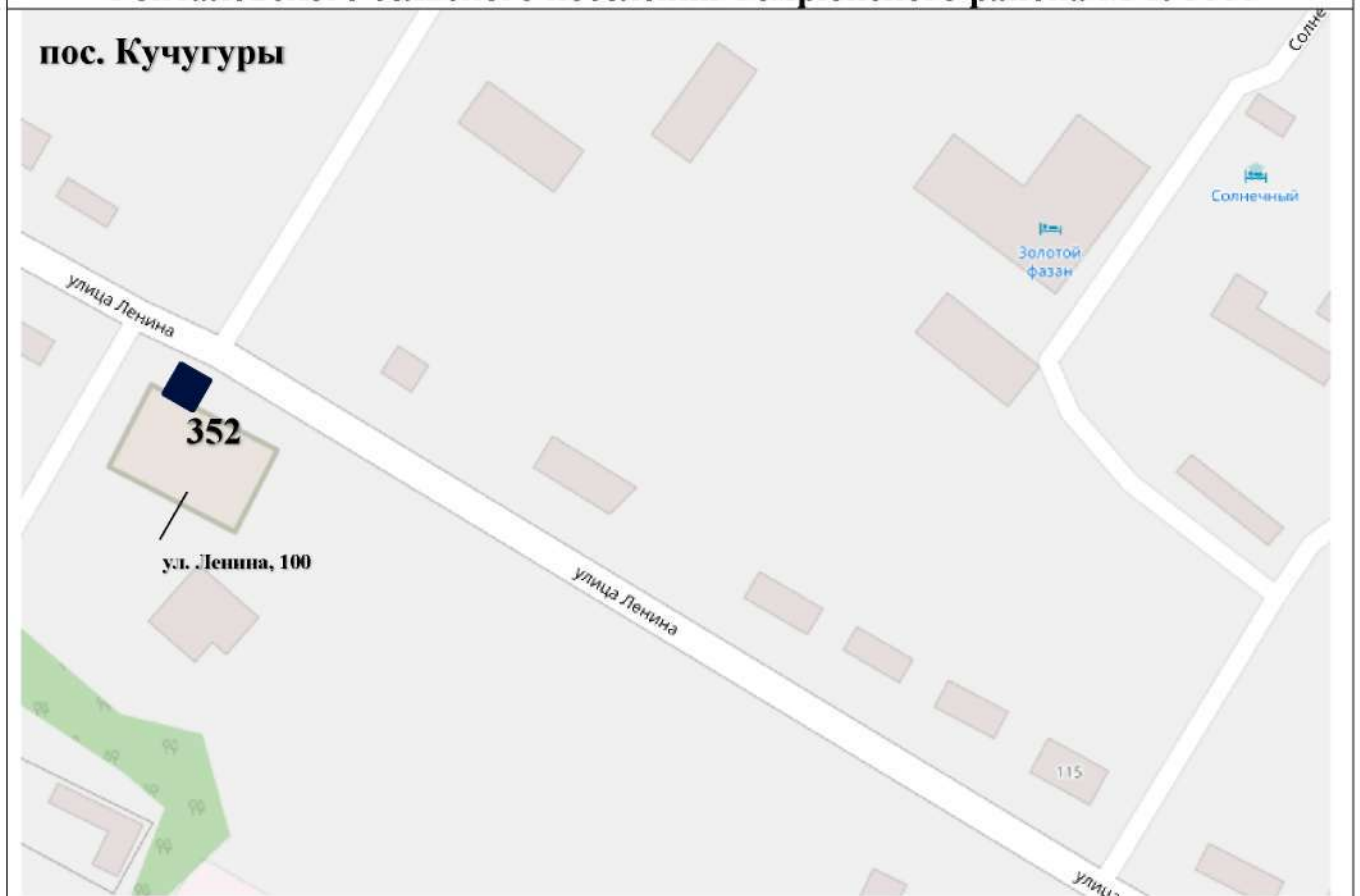 пос. Кучугуры
Солнечный
Золотой
фазан
улица Ленина
352
ул. Ленина, 100
улица Ленина
115